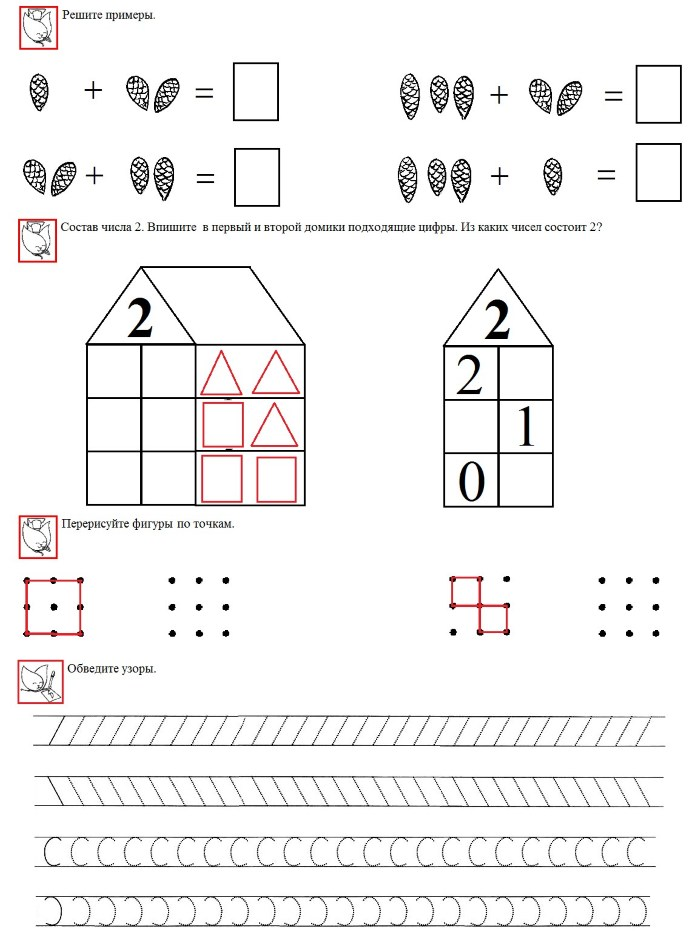 Решите примеры.
+ =
+ =
+ =
+ =
Состав числа 2. Впишите в первый и второй домики подходящие цифры. Из каких чисел состоит 2?
2
2
2
1
0
Перерисуйте фигуры по точкам.
Обведите узоры.